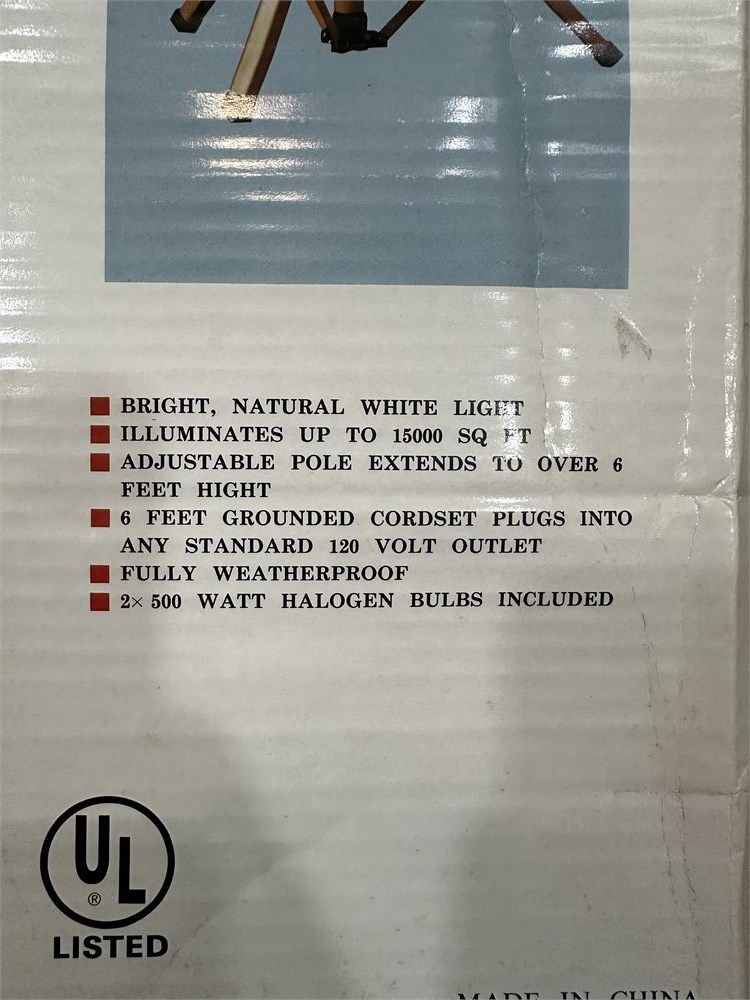 BRIGHT, NATURAL WHITE LIGHT
ILLUMINATES UP TO 15000 SQ FT
ADJUSTABLE POLE EXTENDS TO OVER 6
FEET HIGHT
6 FEET GROUNDED CORDSET PLUGS INTO
ANY STANDARD 120 VOLT OUTLET
FULLY WEATHERPROOF
2× 500 WATT HALOGEN BULBS INCLUDED
UL
®
LISTED
MADE IN CHINA